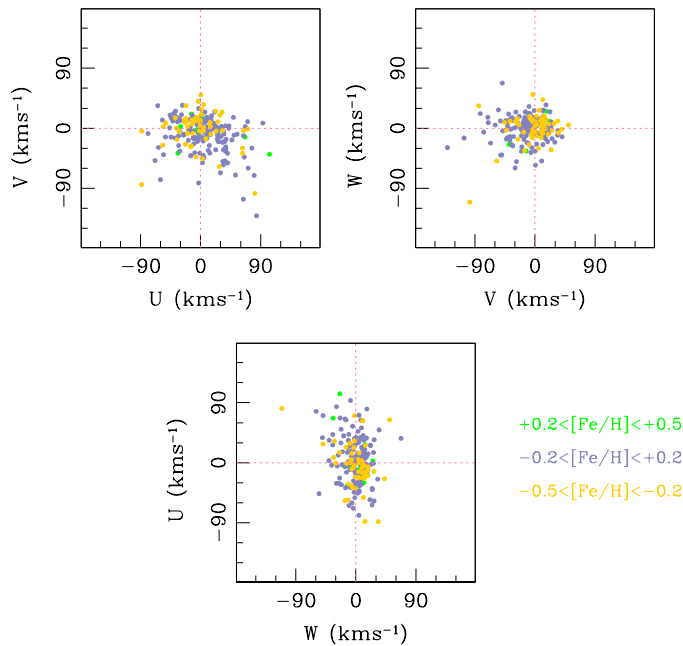 90
0
−90
V (kms⁻¹)
−90 0 90
U (kms⁻¹)
90
0
−90
W (kms⁻¹)
−90 0 90
V (kms⁻¹)
90
0
−90
U (kms⁻¹)
−90 0 90
W (kms⁻¹)
+0.2<[Fe/H]<+0.5
−0.2<[Fe/H]<+0.2
−0.5<[Fe/H]<−0.2